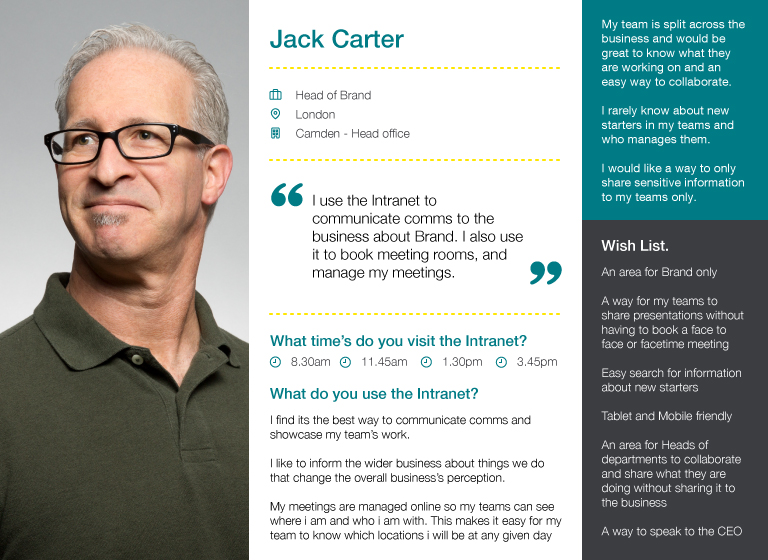 Jack Carter
Head of Brand
London
Camden - Head office
“ I use the Intranet to
communicate comms to the
business about Brand. I also use
it to book meeting rooms, and
manage my meetings. ”
What time's do you visit the Intranet?
8.30am 11.45am 1.30pm 3.45pm
What do you use the Intranet?
I find its the best way to communicate comms and
showcase my team's work.
I like to inform the wider business about things we do
that change the overall business's perception.
My meetings are managed online so my teams can see
where i am and who i am with. This makes it easy for my
team to know which locations i will be at any given day
My team is split across the
business and would be
great to know what they
are working on and an
easy way to collaborate.
I rarely know about new
starters in my teams and
who manages them.
I would like a way to only
share sensitive information
to my teams only.
Wish List.
An area for Brand only
A way for my teams to
share presentations without
having to book a face to
face or facetime meeting
Easy search for information
about new starters
Tablet and Mobile friendly
An area for Heads of
departments to collaborate
and share what they are
doing without sharing it to
the business
A way to speak to the CEO